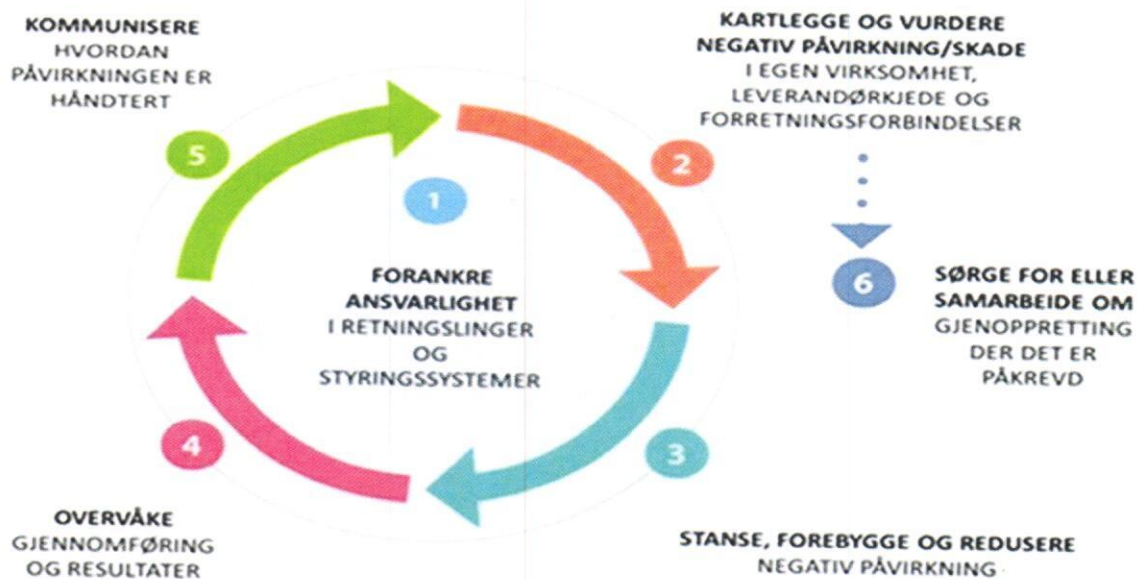 KOMMUNISERE
HVORDAN
PÅVIRKNINGEN ER
HÅNDTERT
5
KARTLEGGE OG VURDERE
NEGATIV PÅVIRKNING/SKADE
I EGEN VIRKSOMHET,
LEVERANDØRKJEDE OG
FORRETNINGSFORBINDELSER
2
1
FORANKRE
ANSVARLIGHET
I RETNINGSLINGER
OG
STYRINGSSYSTEMER
6
SØRGE FOR ELLER
SAMARBEIDE OM
GJENOPPRETTING
DER DET ER
PÅKREVD
4
OVERVÅKE
GJENNOMFØRING
OG RESULTATER
3
STANSE, FOREBYGGE OG REDUSERE
NEGATIV PÅVIRKNING